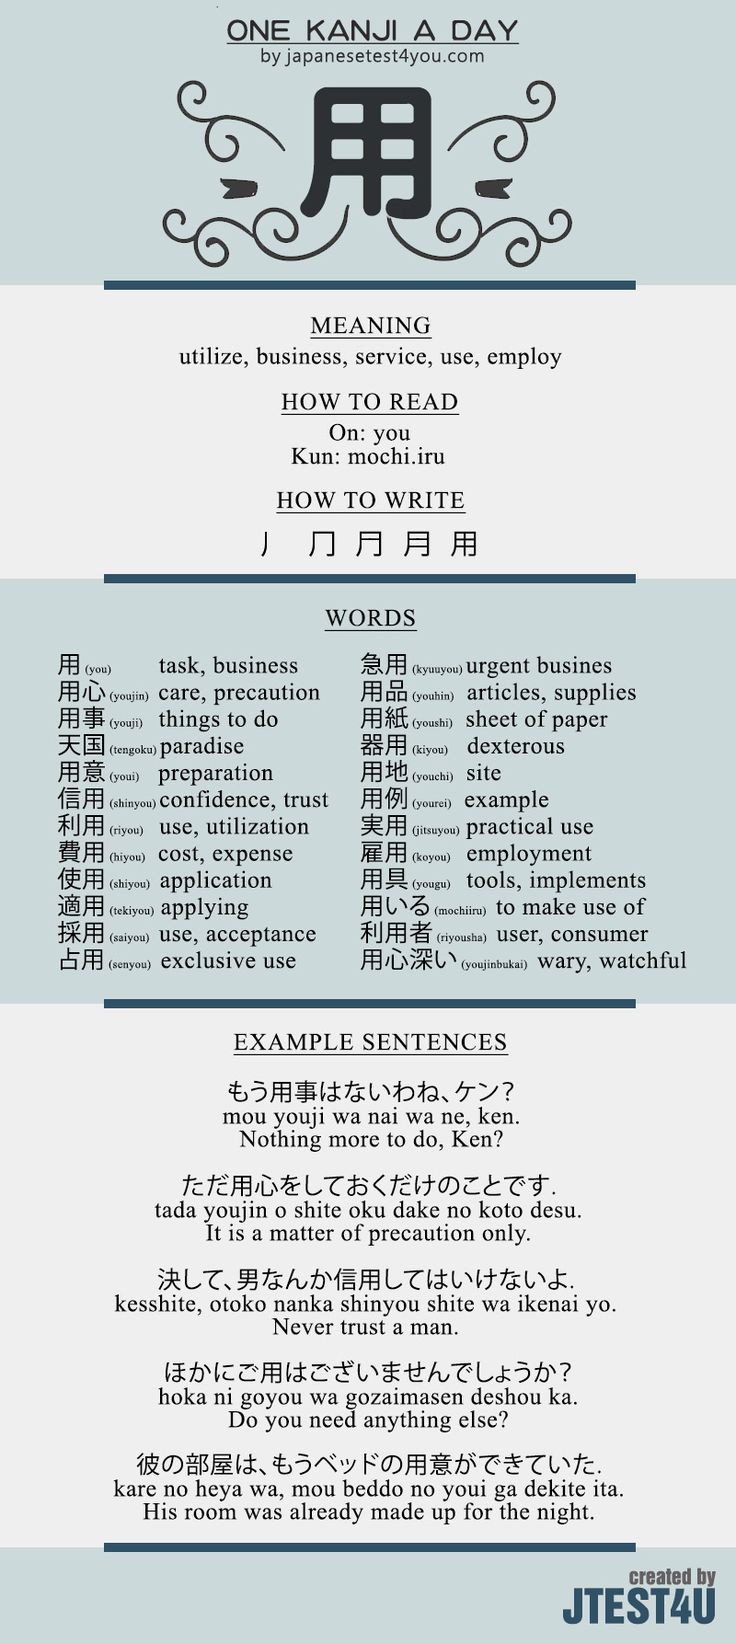 ONE KANJI A DAY
by japanesetest4you.com
用
MEANING
utilize, business, service, use, employ
HOW TO READ
On: you
Kun: mochi.iru
HOW TO WRITE
丿 冂 ⺆ 月 用
WORDS
用 (you) task, business
用心 (youjin) care, precaution
用事 (youji) things to do
天国 (tengoku) paradise
用意 (youi) preparation
信用 (shinyou) confidence, trust
利用 (riyou) use, utilization
費用 (hiyou) cost, expense
使用 (shiyou) application
適用 (tekiyou) applying
採用 (saiyou) use, acceptance
占用 (senyou) exclusive use
急用 (kyuuyou) urgent busines
用品 (youhin) articles, supplies
用紙 (youshi) sheet of paper
器用 (kiyou) dexterous
用地 (youchi) site
用例 (yourei) example
実用 (jitsuyou) practical use
雇用 (koyou) employment
用具 (yougu) tools, implements
用いる (mochiiru) to make use of
利用者 (riyousha) user, consumer
用心深い (youjinbukai) wary, watchful
EXAMPLE SENTENCES
もう用事はないわね、ケン？
mou youji wa nai wa ne, ken.
Nothing more to do, Ken?
ただ用心をしておくだけのことです.
tada youjin o shite oku dake no koto desu.
It is a matter of precaution only.
決して、男なんか信用してはいけないよ.
kesshite, otoko nanka shinyou shite wa ikenai yo.
Never trust a man.
ほかにご用はございませんでしょうか？
hoka ni goyou wa gozaimasen deshou ka.
Do you need anything else?
彼の部屋は、もうベッドの用意ができていた.
kare no heya wa, mou beddo no youi ga dekite ita.
His room was already made up for the night.
created by
JTEST4U